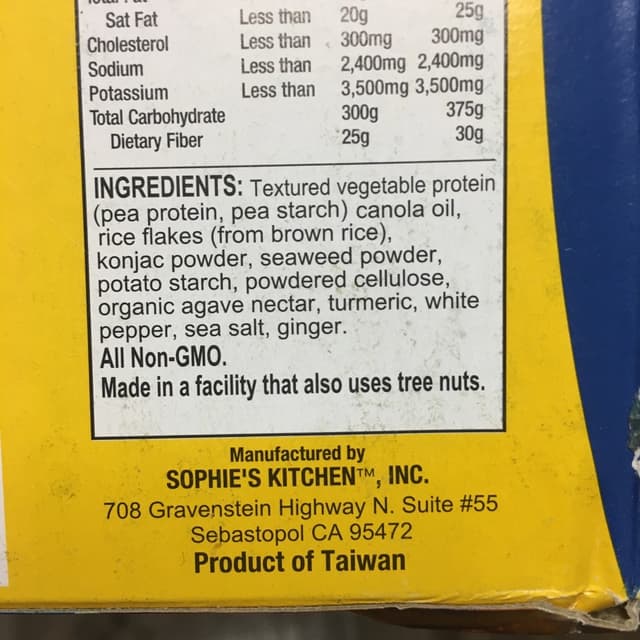 Sat Fat Less than 20g 25g
Cholesterol Less than 300mg 300mg
Sodium Less than 2,400mg 2,400mg
Potassium Less than 3,500mg 3,500mg
Total Carbohydrate 300g 375g
Dietary Fiber 25g 30g
INGREDIENTS: Textured vegetable protein
(pea protein, pea starch) canola oil,
rice flakes (from brown rice),
konjac powder, seaweed powder,
potato starch, powdered cellulose,
organic agave nectar, turmeric, white
pepper, sea salt, ginger.
All Non-GMO.
Made in a facility that also uses tree nuts.
Manufactured by
SOPHIE'S KITCHEN™, INC.
708 Gravenstein Highway N. Suite #55
Sebastopol CA 95472
Product of Taiwan